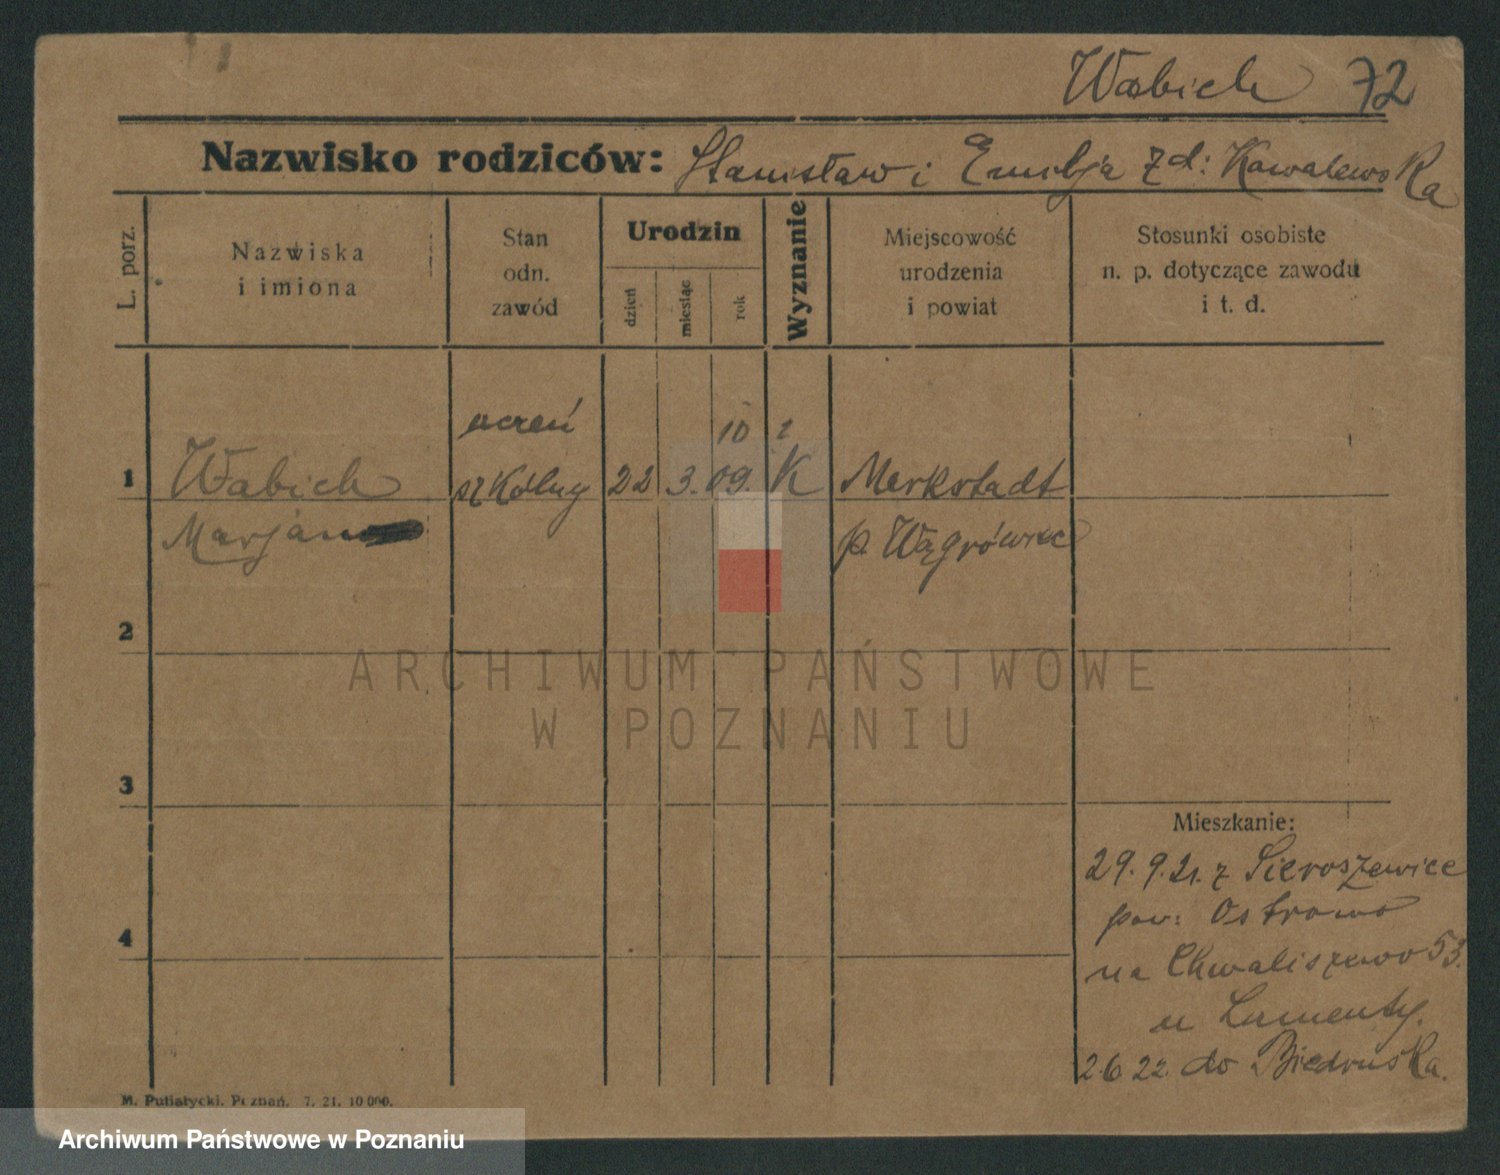 Wabich 72
Nazwisko rodziców: Stanisław i Emilja z d: Kowalewska
L. porz.
Nazwiska
i imiona
Stan
odn.
zawód
Urodzin
dzień
miesiąc
rok
Wyznanie
Miejscowość
urodzenia
i powiat
Stosunki osobiste
n. p. dotyczące zawodu
i t. d.
uczeń 10
1 Wabich szkólny 22 3. 09. K Markstadt
Marjan p. Wągrówiec
2
ARCHIWUM PAŃSTWOWE
W POZNANIU
3
Mieszkanie:
29. 9. 21. z Sieroszewice
pow: Ostrowo
4
na Chwaliszewo 53.
u Lamenty.
2.6 22. do Biedruska.
M. Putiatycki. Poznań. 7. 21. 10 000.
Archiwum Państwowe w Poznaniu